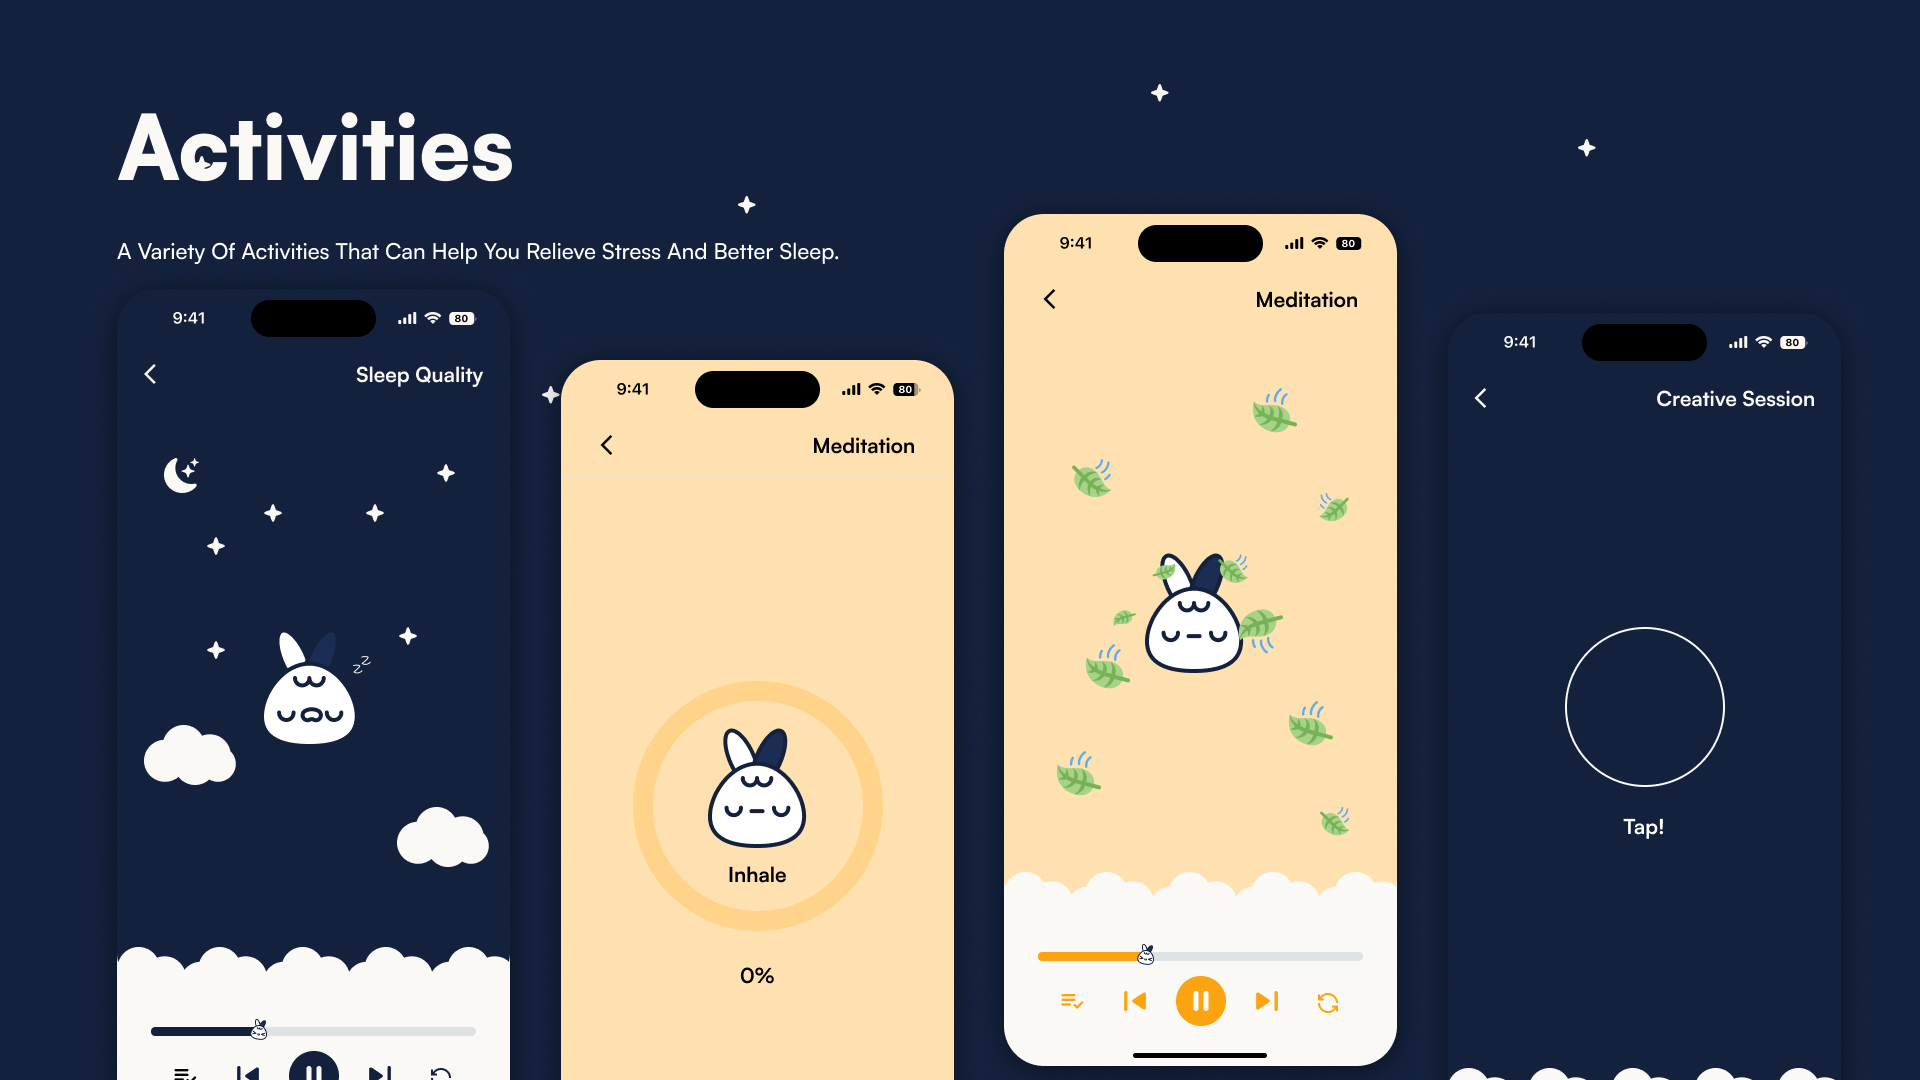 Activities
A Variety Of Activities That Can Help You Relieve Stress And Better Sleep.
9:41
80
Sleep Quality
z z
9:41
80
Meditation
Inhale
0%
9:41
80
Meditation
9:41
80
Creative Session
Tap!